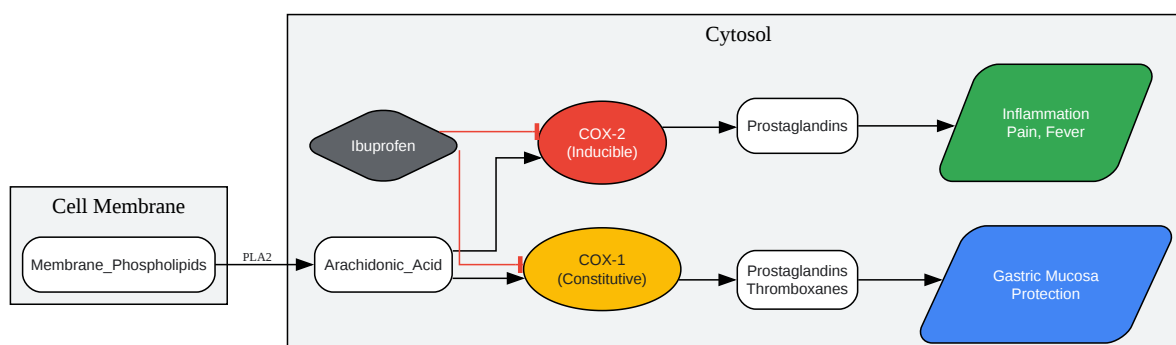 Cytosol
Ibuprofen
COX-2
(Inducible)
Prostaglandins
Inflammation
Pain, Fever
Cell Membrane
Membrane_Phospholipids
PLA2
Arachidonic_Acid
COX-1
(Constitutive)
Prostaglandins
Thromboxanes
Gastric Mucosa
Protection